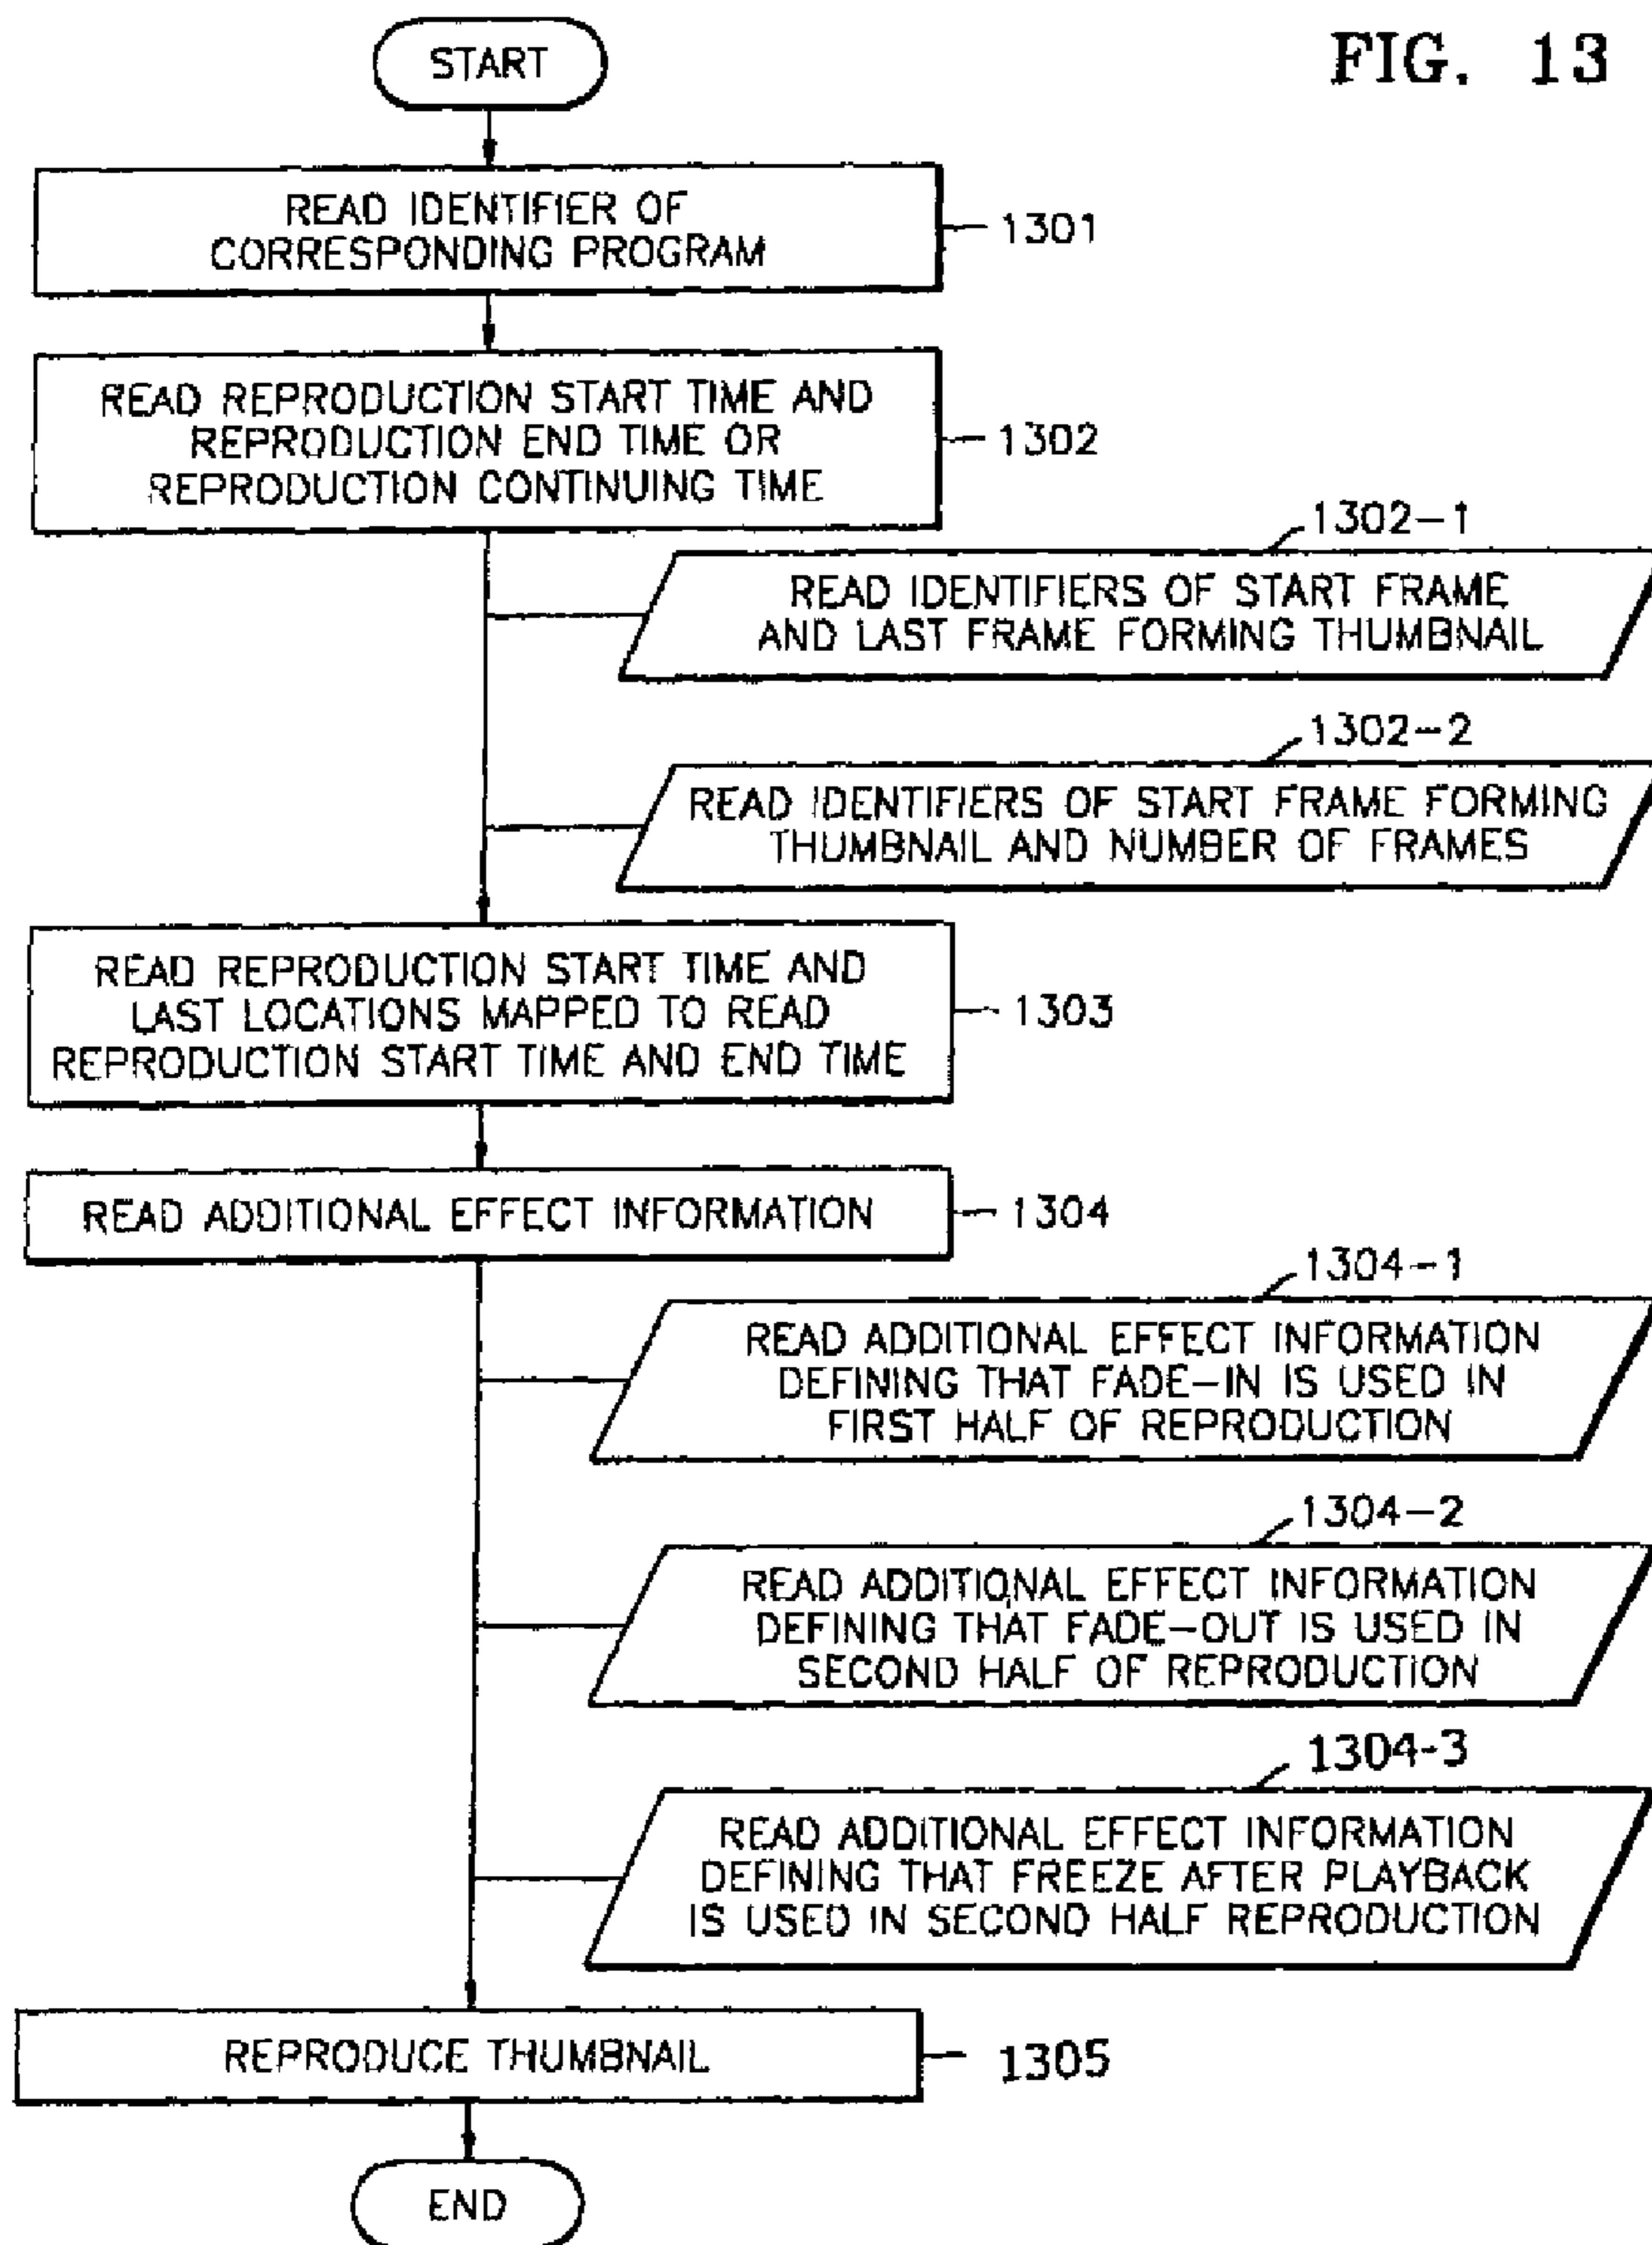 FIG. 13
START
READ IDENTIFIER OF
CORRESPONDING PROGRAM
1301
READ REPRODUCTION START TIME AND
REPRODUCTION END TIME OR
REPRODUCTION CONTINUING TIME
1302
1302-1
READ IDENTIFIERS OF START FRAME
AND LAST FRAME FORMING THUMBNAIL
1302-2
READ IDENTIFIERS OF START FRAME FORMING
THUMBNAIL AND NUMBER OF FRAMES
READ REPRODUCTION START TIME AND
LAST LOCATIONS MAPPED TO READ
REPRODUCTION START TIME AND END TIME
1303
READ ADDITIONAL EFFECT INFORMATION
1304
1304-1
READ ADDITIONAL EFFECT INFORMATION
DEFINING THAT FADE-IN IS USED IN
FIRST HALF OF REPRODUCTION
1304-2
READ ADDITIONAL EFFECT INFORMATION
DEFINING THAT FADE-OUT IS USED IN
SECOND HALF OF REPRODUCTION
1304-3
READ ADDITIONAL EFFECT INFORMATION
DEFINING THAT FREEZE AFTER PLAYBACK
IS USED IN SECOND HALF REPRODUCTION
REPRODUCE THUMBNAIL
1305
END